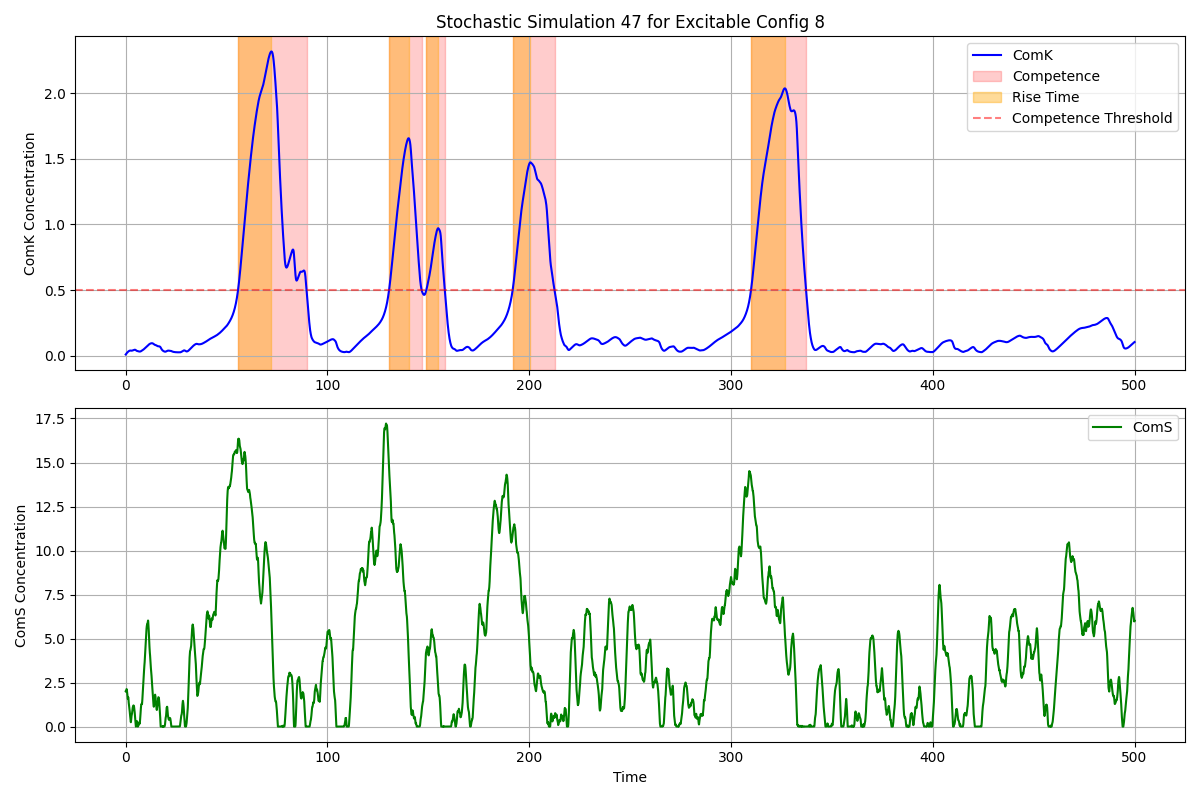 Stochastic Simulation 47 for Excitable Config 8
ComK Concentration
2.0
1.5
1.0
0.5
0.0
0 100 200 300 400 500
ComK
Competence
Rise Time
Competence Threshold
ComS Concentration
17.5
15.0
12.5
10.0
7.5
5.0
2.5
0.0
0 100 200 300 400 500
Time
ComS